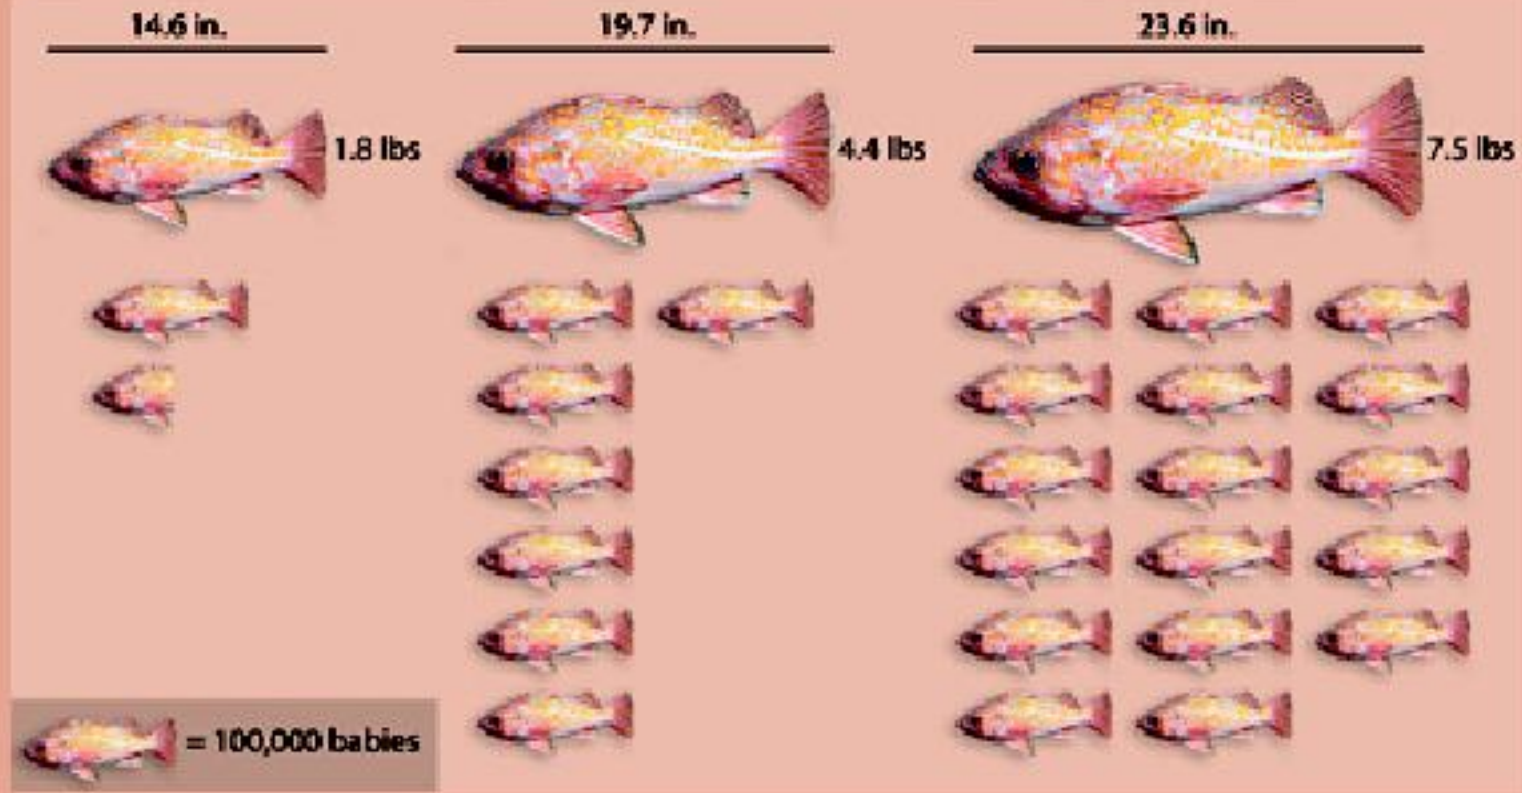 14.6 in.
19.7 in.
23.6 in.
1.8 lbs
4.4 lbs
7.5 lbs
= 100,000 babies